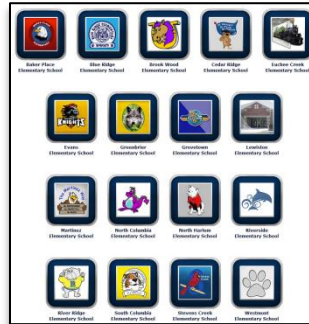 Baker Place
Elementary School
Blue Ridge
Elementary School
Brook Wood
Elementary School
Cedar Ridge
Elementary School
Euchee Creek
Elementary School
KNIGHTS
Evans
Elementary School
Greenbrier
Elementary School
Grovetown
Elementary School
Lewiston
Elementary School
Martinez
Elementary School
North Columbia
Elementary School
North Harlem
Elementary School
Riverside
Elementary School
River Ridge
Elementary School
South Columbia
Elementary School
Stevens Creek
Elementary School
Westmont
Elementary School